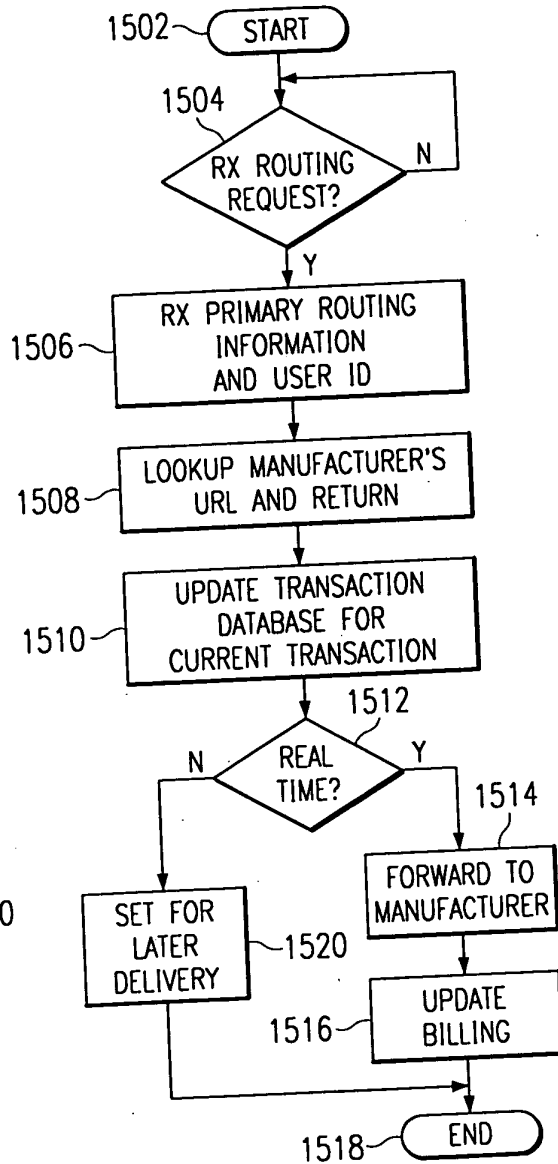 1502
START
1504
RX ROUTING
REQUEST?
N
Y
1506
RX PRIMARY ROUTING
INFORMATION
AND USER ID
1508
LOOKUP MANUFACTURER'S
URL AND RETURN
1510
UPDATE TRANSACTION
DATABASE FOR
CURRENT TRANSACTION
1512
N
REAL
TIME?
Y
1514
FORWARD TO
MANUFACTURER
0
SET FOR
LATER
DELIVERY
1520
1516
UPDATE
BILLING
1518
END